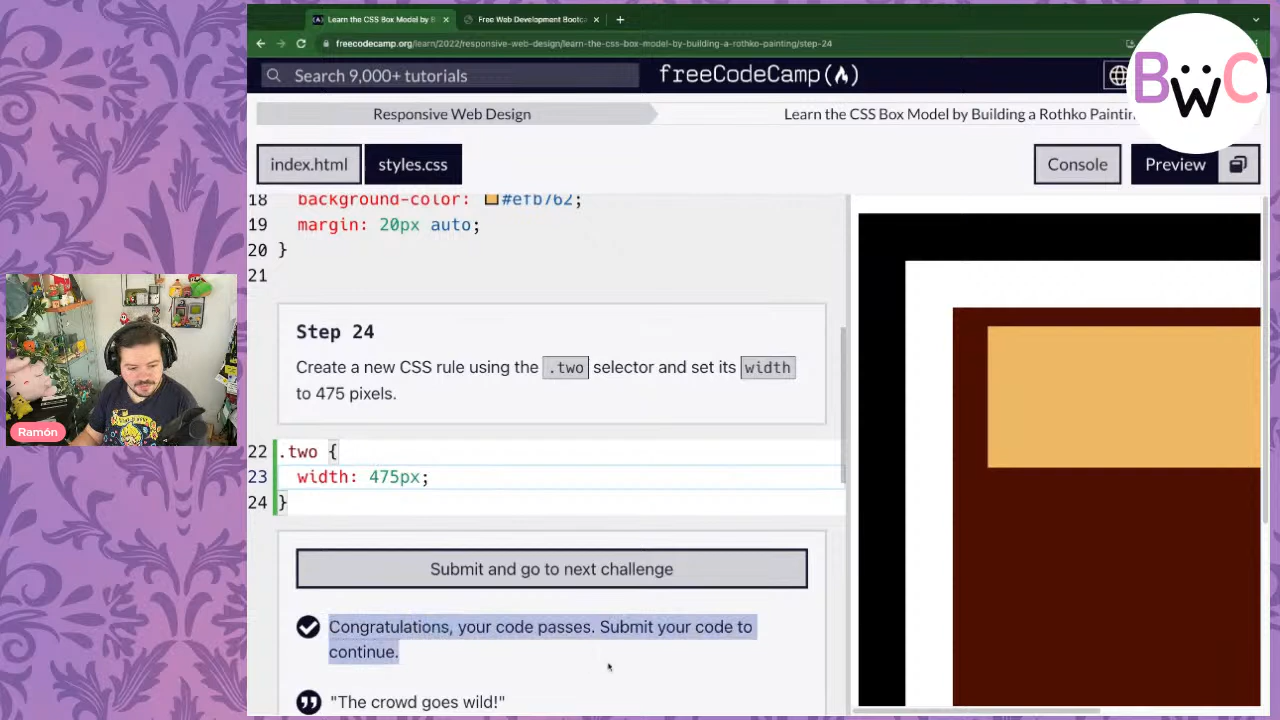 Learn the CSS Box Model by B
Free Web Development Bootca
freecodecamp.org/learn/2022/responsive-web-design/learn-the-css-box-model-by-building-a-rothko-painting/step-24
Search 9,000+ tutorials
freeCodeCamp
BWC
Responsive Web Design
Learn the CSS Box Model by Building a Rothko Paintin
index.html
styles.css
Console
Preview
18 background-color: #efb762;
19 margin: 20px auto;
20 }
21
Step 24
Create a new CSS rule using the .two selector and set its width
to 475 pixels.
22 .two {
23 width: 475px;
24 }
Submit and go to next challenge
Congratulations, your code passes. Submit your code to
continue.
"The crowd goes wild!"
Ramón